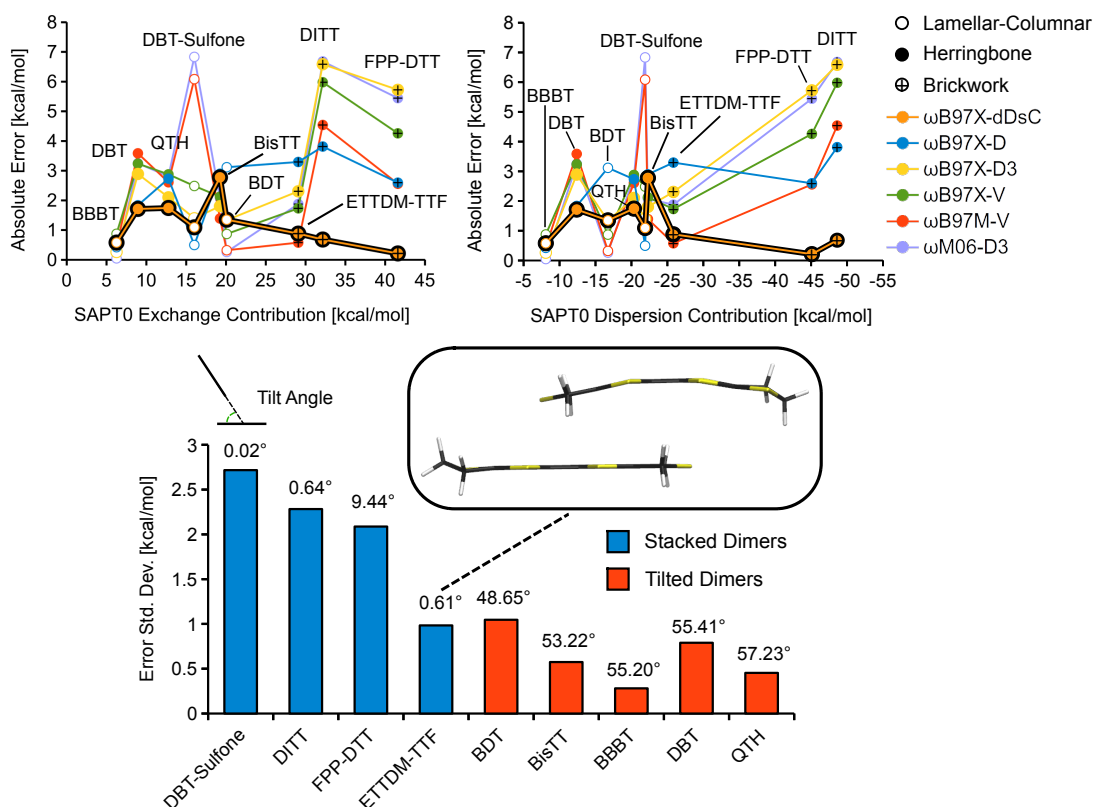 8
7
6
5
4
3
2
1
0
Absolute Error [kcal/mol]
BBBT
DBT
QTH
DBT-Sulfone
BisTT
BDT
DITT
FPP-DTT
ETTDM-TTF
0 5 10 15 20 25 30 35 40 45
SAPT0 Exchange Contribution [kcal/mol]
8
7
6
5
4
3
2
1
0
Absolute Error [kcal/mol]
BBBT
DBT
BDT
DBT-Sulfone
QTH
BisTT
ETTDM-TTF
FPP-DTT
DITT
-5 -10 -15 -20 -25 -30 -35 -40 -45 -50 -55
SAPT0 Dispersion Contribution [kcal/mol]
Lamellar-Columnar
Herringbone
Brickwork
ωB97X-dDsC
ωB97X-D
ωB97X-D3
ωB97X-V
ωB97M-V
ωM06-D3
Tilt Angle
3
2.5
2
1.5
1
0.5
0
Error Std. Dev. [kcal/mol]
0.02°
0.64°
9.44°
0.61°
48.65°
53.22°
55.20°
55.41°
57.23°
Stacked Dimers
Tilted Dimers
DBT-Sulfone
DITT
FPP-DTT
ETTDM-TTF
BDT
BisTT
BBBT
DBT
QTH